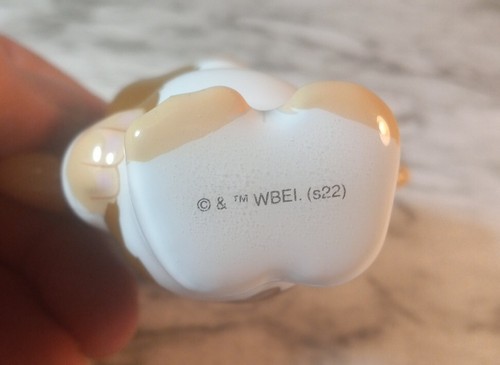 © & ™ WBEI. (s22)